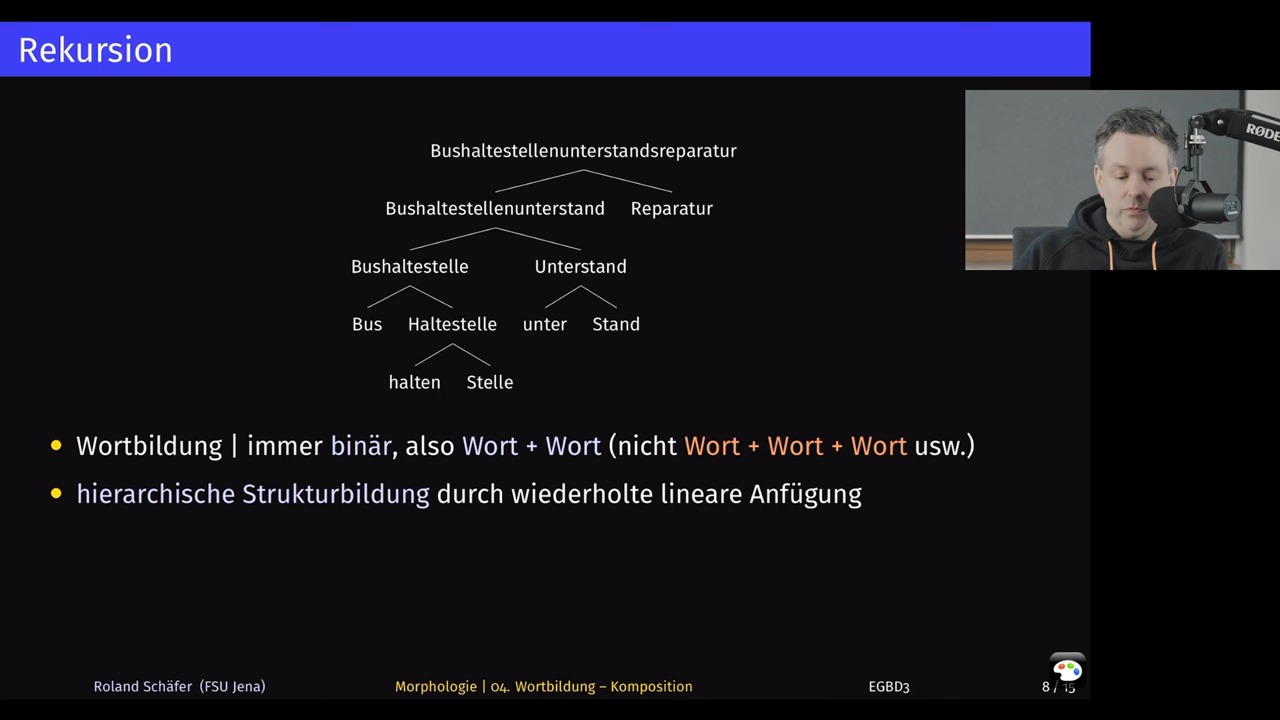 Rekursion
RØDE
Bushaltestellenunterstandsreparatur
Bushaltestellenunterstand Reparatur
Bushaltestelle Unterstand
Bus Haltestelle unter Stand
halten Stelle
Wortbildung | immer binär, also Wort + Wort (nicht Wort + Wort + Wort usw.)
hierarchische Strukturbildung durch wiederholte lineare Anfügung
Roland Schäfer (FSU Jena) Morphologie | 04. Wortbildung – Komposition EGBD3 8 / 15